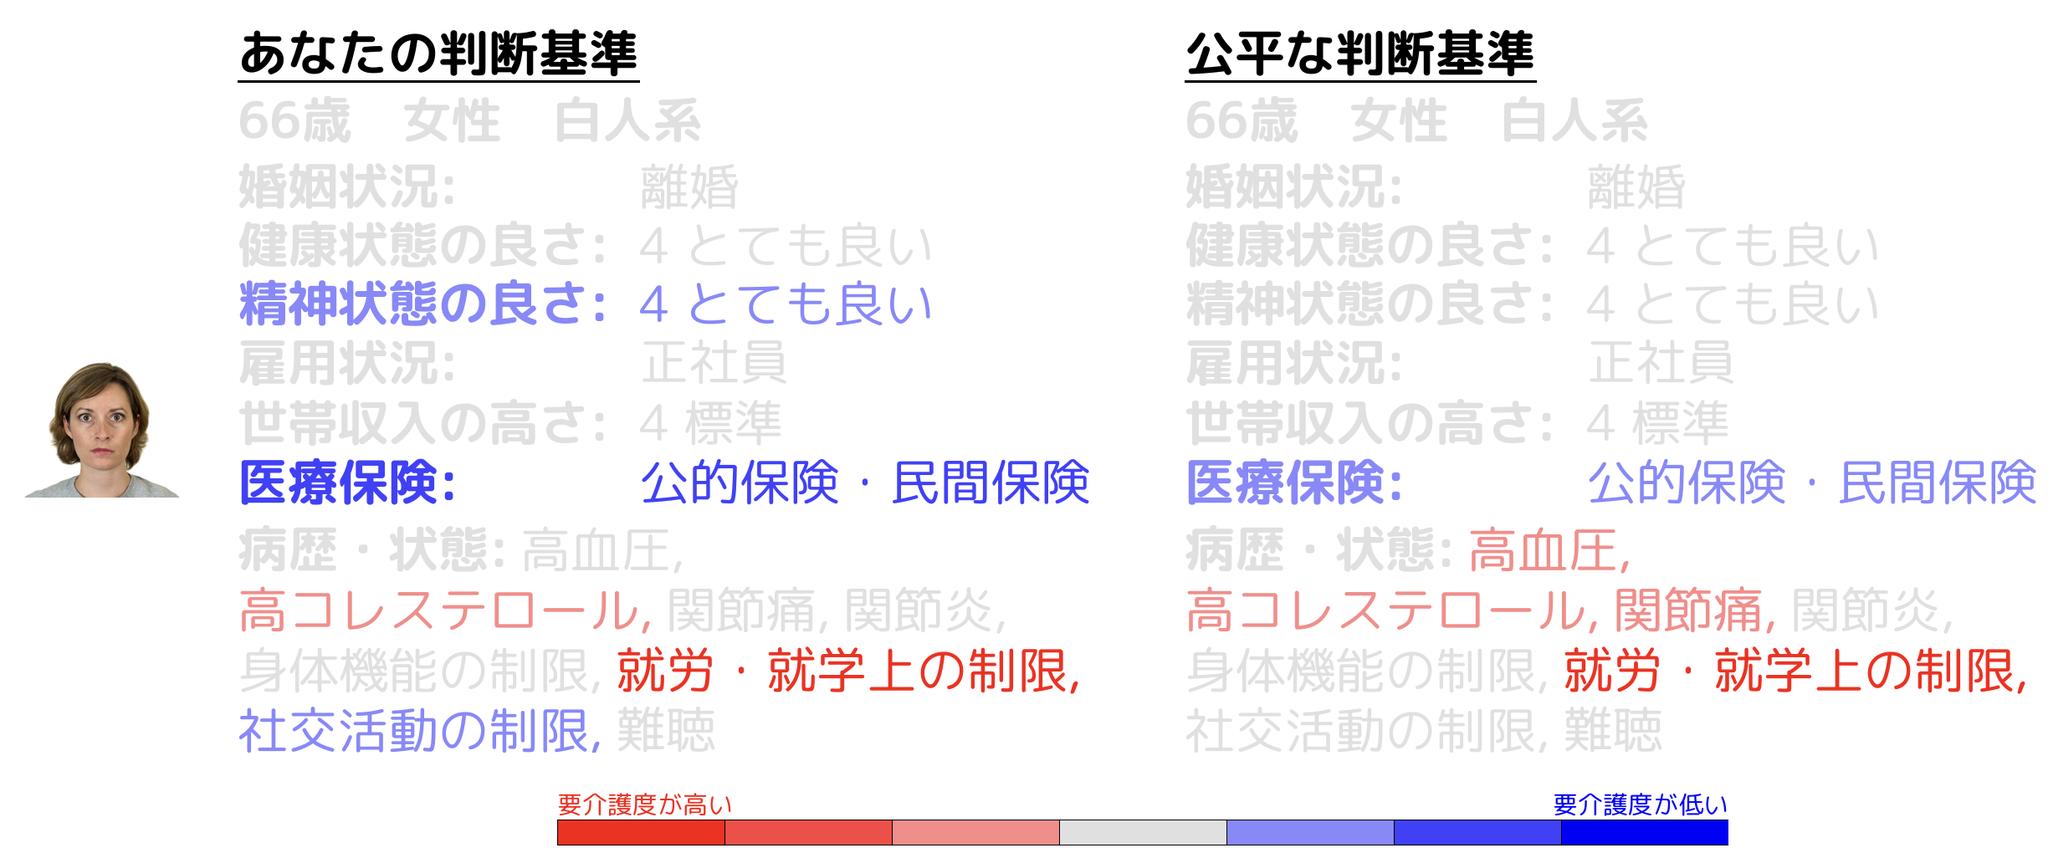 あなたの判断基準
66歳　女性　白人系
婚姻状況: 離婚
健康状態の良さ: 4 とても良い
精神状態の良さ: 4 とても良い
雇用状況: 正社員
世帯収入の高さ: 4 標準
医療保険: 公的保険・民間保険
病歴・状態: 高血圧,
高コレステロール, 関節痛, 関節炎,
身体機能の制限, 就労・就学上の制限,
社交活動の制限, 難聴
公平な判断基準
66歳　女性　白人系
婚姻状況: 離婚
健康状態の良さ: 4 とても良い
精神状態の良さ: 4 とても良い
雇用状況: 正社員
世帯収入の高さ: 4 標準
医療保険: 公的保険・民間保険
病歴・状態: 高血圧,
高コレステロール, 関節痛, 関節炎,
身体機能の制限, 就労・就学上の制限,
社交活動の制限, 難聴
要介護度が高い
要介護度が低い